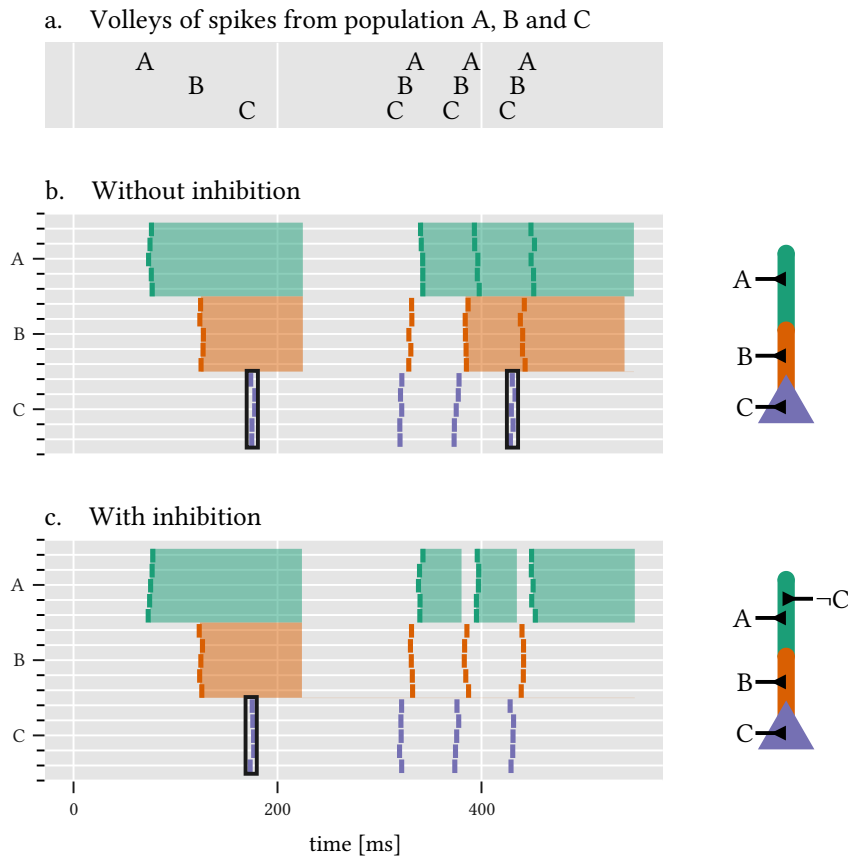 a. Volleys of spikes from population A, B and C
A A A A
B B B B
C C C C
b. Without inhibition
A
B
C
A
B
C
c. With inhibition
A
B
C
¬C
A
B
C
0 200 400
time [ms]